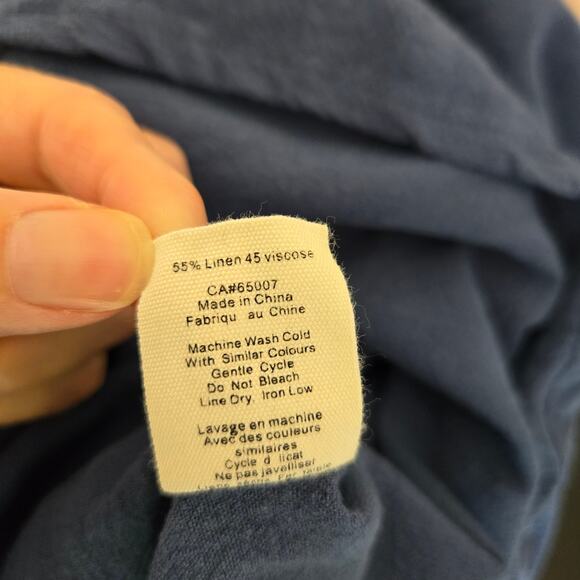 55% Linen 45 viscose
CA#65007
Made in China
Fabriqu au Chine
Machine Wash Cold
With Similar Colours
Gentle Cycle
Do Not Bleach
Line Dry, Iron Low
Lavage en machine
Avec des couleurs
similaires
Cycle d licat
Ne pas javelliser